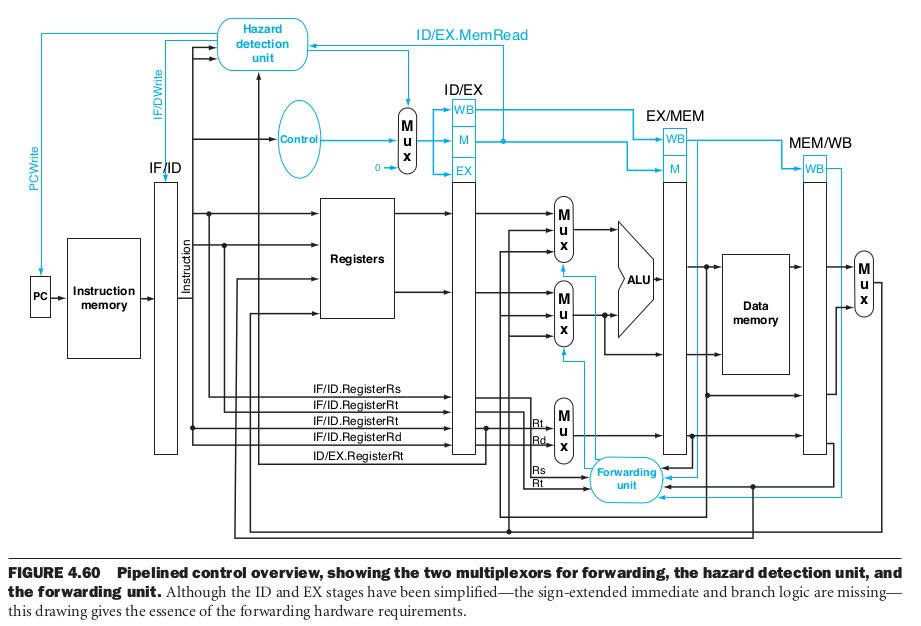 Hazard
detection
unit
ID/EX.MemRead
IF/DWrite
PCWrite
Control
M
u
x
0
ID/EX
WB
M
EX
EX/MEM
WB
M
MEM/WB
WB
IF/ID
PC
Instruction
memory
Instruction
Registers
M
u
x
M
u
x
ALU
Data
memory
M
u
x
IF/ID.RegisterRs
IF/ID.RegisterRt
IF/ID.RegisterRt
IF/ID.RegisterRd
ID/EX.RegisterRt
Rt
Rd
M
u
x
Rs
Rt
Forwarding
unit
FIGURE 4.60 Pipelined control overview, showing the two multiplexors for forwarding, the hazard detection unit, and
the forwarding unit. Although the ID and EX stages have been simplified—the sign-extended immediate and branch logic are missing—
this drawing gives the essence of the forwarding hardware requirements.